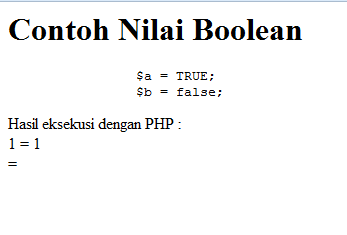 Contoh Nilai Boolean
$a = TRUE;
$b = false;
Hasil eksekusi dengan PHP :
1 = 1
=